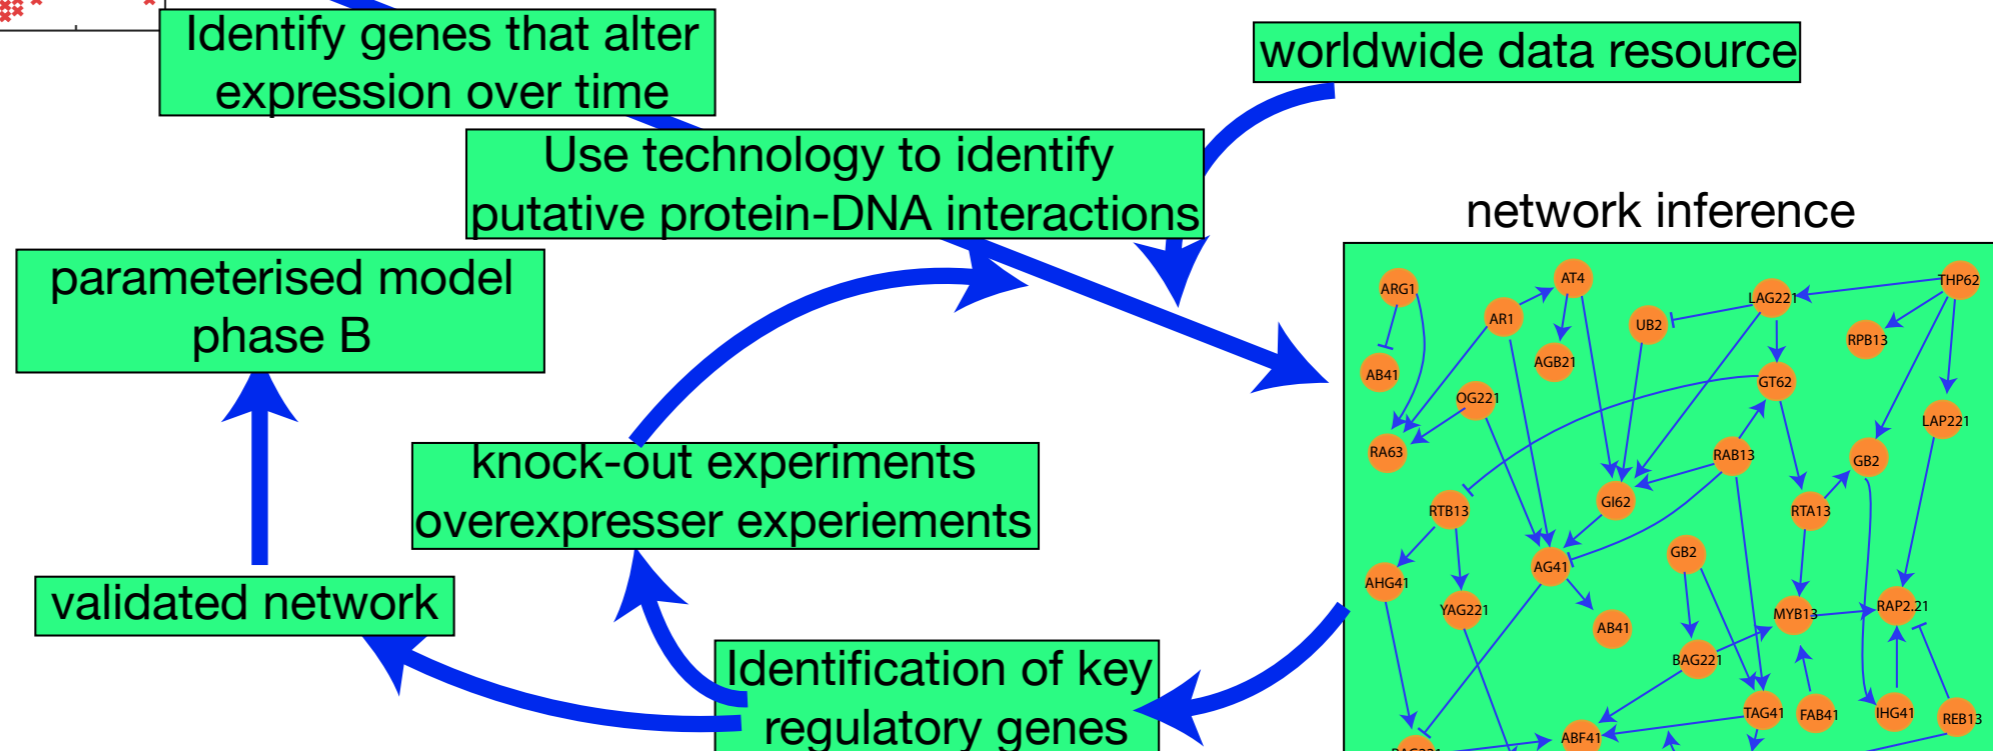 Identify genes that alter
expression over time
worldwide data resource
Use technology to identify
putative protein-DNA interactions
network inference
parameterised model
phase B
knock-out experiments
overexpresser experiements
validated network
Identification of key
regulatory genes
ARG1
AT4
LAG221
THP62
AR1
UB2
RPB13
AB41
AGB21
GT62
OG221
LAP221
RA63
RAB13
GB2
GI62
RTB13
RTA13
GB2
AG41
AHG41
YAG221
MYB13
RAP2.21
AB41
BAG221
TAG41
FAB41
IHG41
REB13
ABF41